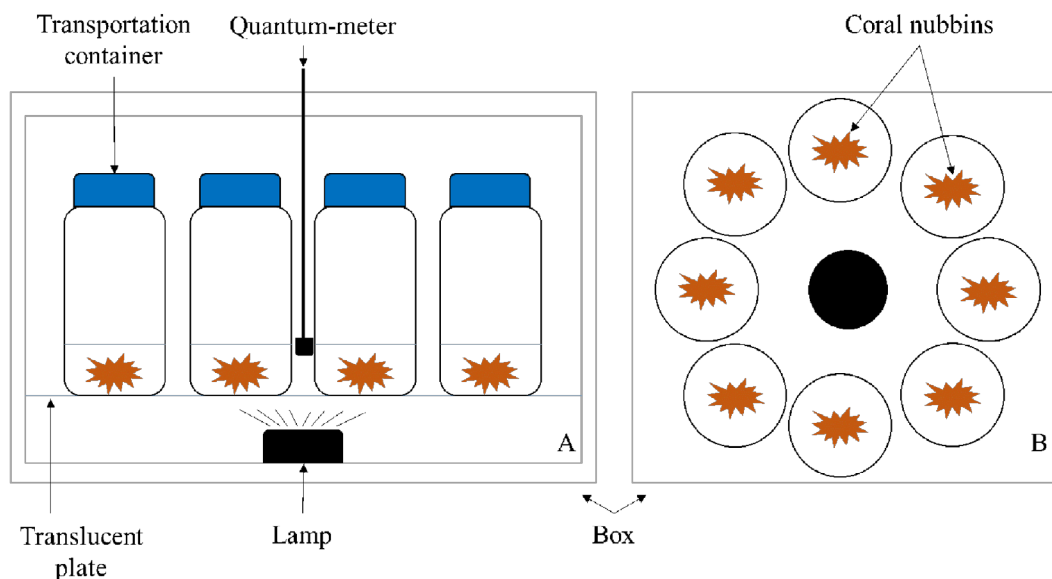 Transportation
container
Quantum-meter
Coral nubbins
A
B
Translucent
plate
Lamp
Box